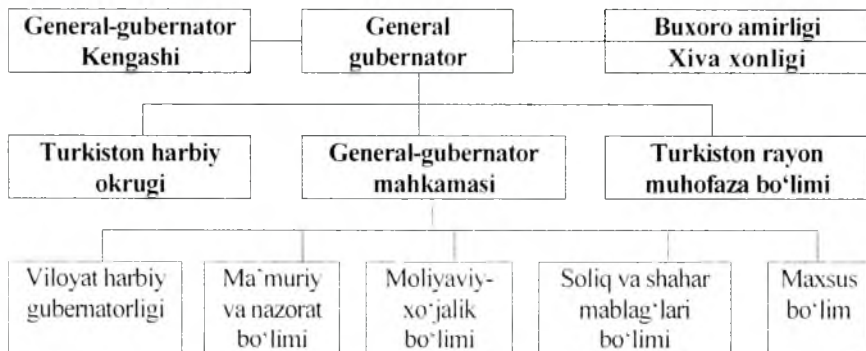 General-gubernator
Kengashi
General
gubernator
Buxoro amirligi
Xiva xonligi
Turkiston harbiy
okrugi
General-gubernator
mahkamasi
Turkiston rayon
muhofaza bo‘limi
Viloyat harbiy
gubernatorligi
Ma`muriy
va nazorat
bo‘limi
Moliyaviy-
xo‘jalik
bo‘limi
Soliq va shahar
mablag‘lari
bo‘limi
Maxsus
bo‘lim